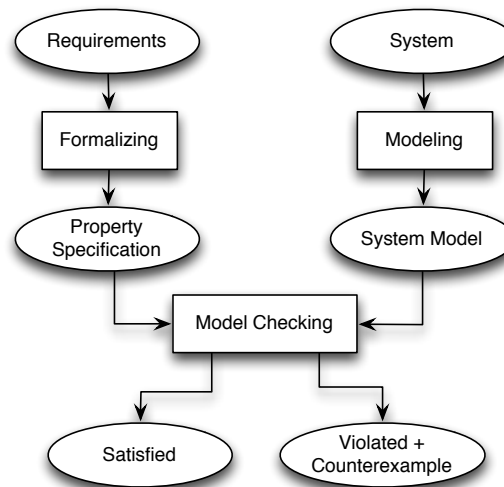 Requirements
System
Formalizing
Modeling
Property
Specification
System Model
Model Checking
Satisfied
Violated +
Counterexample